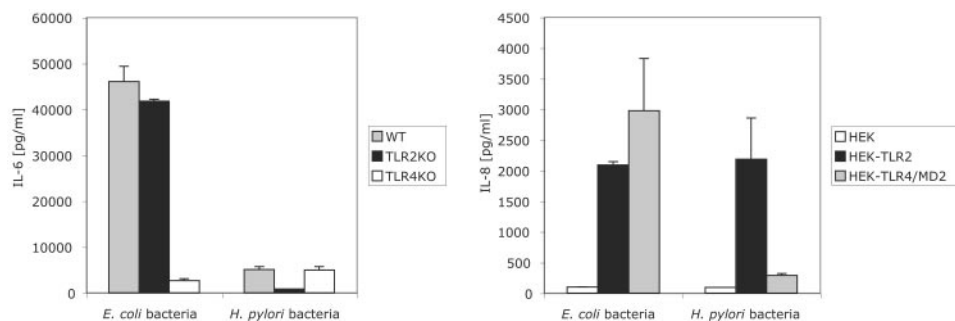 60000
50000
40000
30000
20000
10000
0
IL-6 [pg/ml]
E. coli bacteria
H. pylori bacteria
WT
TLR2KO
TLR4KO
4500
4000
3500
3000
2500
2000
1500
1000
500
0
IL-8 [pg/ml]
E. coli bacteria
H. pylori bacteria
HEK
HEK-TLR2
HEK-TLR4/MD2